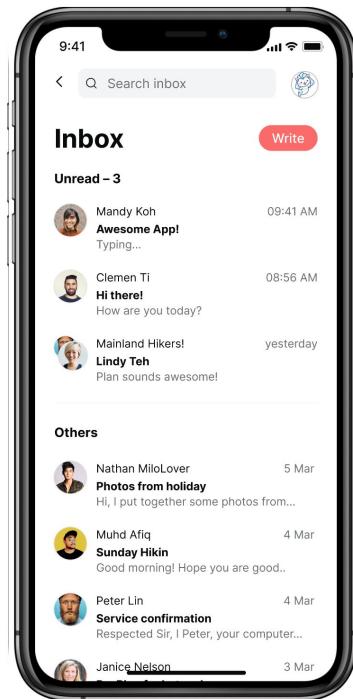 9:41
Search inbox
Inbox
Write
Unread – 3
Mandy Koh 09:41 AM
Awesome App!
Typing...
Clemen Ti 08:56 AM
Hi there!
How are you today?
Mainland Hikers! yesterday
Lindy Teh
Plan sounds awesome!
Others
Nathan MiloLover 5 Mar
Photos from holiday
Hi, I put together some photos from...
Muhd Afiq 4 Mar
Sunday Hikin
Good morning! Hope you are good..
Peter Lin 4 Mar
Service confirmation
Respected Sir, I Peter, your computer...
Janice Nelson 3 Mar